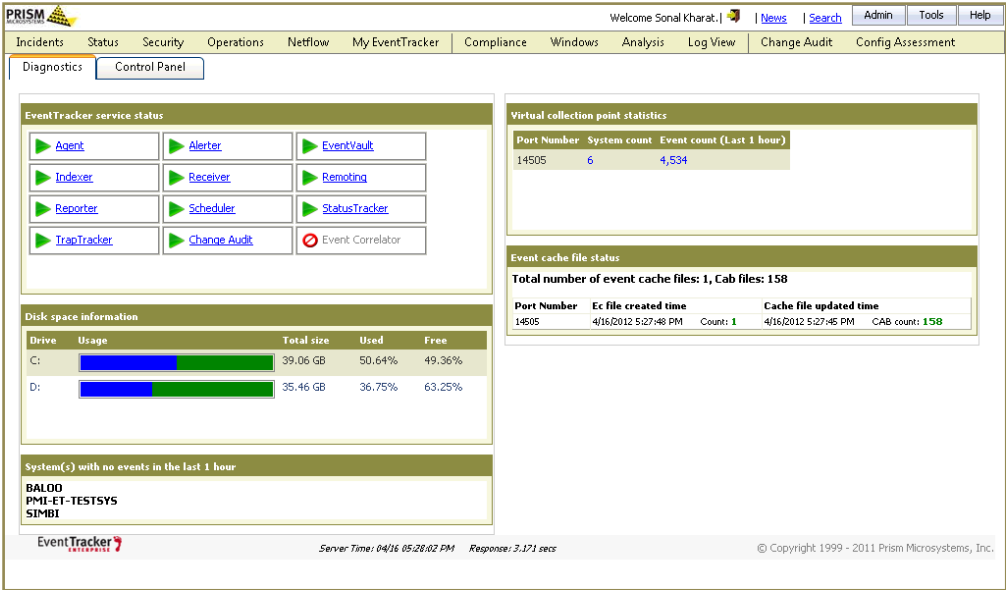 PRISM
MICROSYSTEMS
Welcome Sonal Kharat. | | News | Search Admin Tools Help
Incidents Status Security Operations Netflow My EventTracker Compliance Windows Analysis Log View Change Audit Config Assessment
Diagnostics Control Panel
EventTracker service status
Agent Alerter EventVault
Indexer Receiver Remoting
Reporter Scheduler StatusTracker
TrapTracker Change Audit Event Correlator
Disk space information
Drive Usage Total size Used Free
C: 39.06 GB 50.64% 49.36%
D: 35.46 GB 36.75% 63.25%
System(s) with no events in the last 1 hour
BALOO
PMI-ET-TESTSYS
SIMBI
Virtual collection point statistics
Port Number System count Event count (Last 1 hour)
14505 6 4,534
Event cache file status
Total number of event cache files: 1, Cab files: 158
Port Number Ec file created time Cache file updated time
14505 4/16/2012 5:27:48 PM Count: 1 4/16/2012 5:27:45 PM CAB count: 158
EventTracker
ENTERPRISE
Server Time: 04/16 05:28:02 PM Response: 3.171 secs
© Copyright 1999 - 2011 Prism Microsystems, Inc.